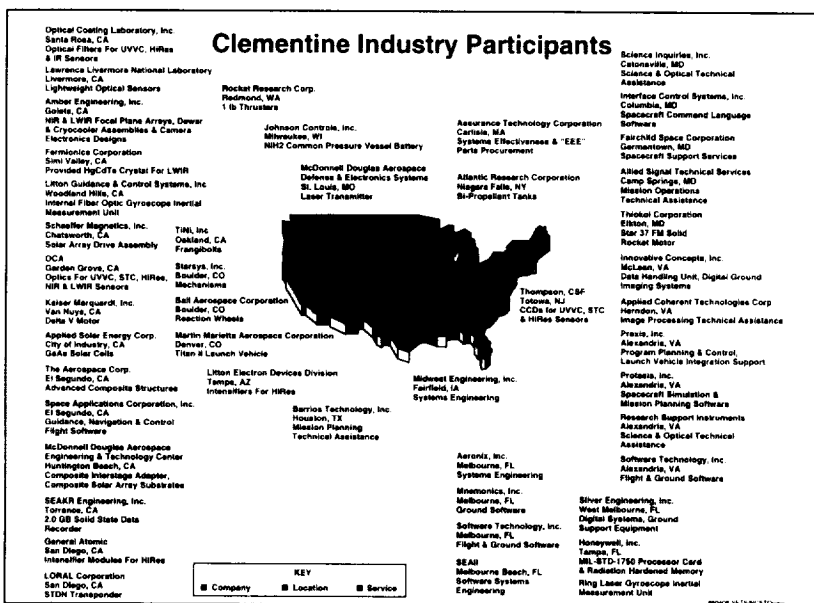 Clementine Industry Participants
Optical Coating Laboratory, Inc.
Santa Rosa, CA
Optical Filters For UVVC, HiRes
& IR Sensors
Lawrence Livermore National Laboratory
Livermore, CA
Lightweight Optical Sensors
Amber Engineering, Inc.
Goleta, CA
NIR & LWIR Focal Plane Arrays, Dewar
& Cryocooler Assemblies & Camera
Electronics Designs
Fermionics Corporation
Simi Valley, CA
Provided HgCdTe Crystal For LWIR
Litton Guidance & Control Systems, Inc
Woodland Hills, CA
Internal Fiber Optic Gyroscope Inertial
Measurement Unit
Schaeffer Magnetics, Inc.
Chatsworth, CA
Solar Array Drive Assembly
OCA
Garden Grove, CA
Optics For UVVC, STC, HiRes,
NIR & LWIR Sensors
Kaiser Marquardt, Inc.
Van Nuys, CA
Delta V Motor
Applied Solar Energy Corp.
City of Industry, CA
GaAs Solar Cells
The Aerospace Corp.
El Segundo, CA
Advanced Composite Structures
Space Applications Corporation, Inc.
El Segundo, CA
Guidance, Navigation & Control
Flight Software
McDonnell Douglas Aerospace
Engineering & Technology Center
Huntington Beach, CA
Composite Interstage Adapter,
Composite Solar Array Substrates
SEAKR Engineering, Inc.
Torrance, CA
2.0 GB Solid State Data
Recorder
General Atomic
San Diego, CA
Intensifier Modules For HiRes
LORAL Corporation
San Diego, CA
STDN Transponder
Rocket Research Corp.
Redmond, WA
1 lb Thrusters
Johnson Controls, Inc.
Milwaukee, WI
NiH2 Common Pressure Vessel Battery
McDonnell Douglas Aerospace
Defense & Electronics Systems
St. Louis, MO
Laser Transmitter
TiNi, Inc
Oakland, CA
Frangibolts
Starsys, Inc.
Boulder, CO
Mechanisms
Ball Aerospace Corporation
Boulder, CO
Reaction Wheels
Martin Marietta Aerospace Corporation
Denver, CO
Titan II Launch Vehicle
Litton Electron Devices Division
Tempe, AZ
Intensifiers For HiRes
Barrios Technology, Inc.
Houston, TX
Mission Planning
Technical Assistance
Assurance Technology Corporation
Carlisle, MA
Systems Effectiveness & "EEE"
Parts Procurement
Atlantic Research Corporation
Niagara Falls, NY
Bi-Propellant Tanks
Thompson, CSF
Totowa, NJ
CCDs for UVVC, STC
& HiRes Sensors
Midwest Engineering, Inc.
Fairfield, IA
Systems Engineering
Aeronix, Inc.
Melbourne, FL
Systems Engineering
Mnemonics, Inc.
Melbourne, FL
Ground Software
Software Technology, Inc.
Melbourne, FL
Flight & Ground Software
SEAII
Melbourne Beach, FL
Software Systems
Engineering
Science Inquiries, Inc.
Catonsville, MD
Science & Optical Technical
Assistance
Interface Control Systems, Inc.
Columbia, MD
Spacecraft Command Language
Software
Fairchild Space Corporation
Germantown, MD
Spacecraft Support Services
Allied Signal Technical Services
Camp Springs, MD
Mission Operations
Technical Assistance
Thiokol Corporation
Elkton, MD
Star 37 FM Solid
Rocket Motor
Innovative Concepts, Inc.
McLean, VA
Data Handling Unit, Digital Ground
Imaging Systems
Applied Coherent Technologies Corp
Herndon, VA
Image Processing Technical Assistance
Praxis, Inc
Alexandria, VA
Program Planning & Control,
Launch Vehicle Integration Support
Protasis, Inc.
Alexandria, VA
Spacecraft Simulation &
Mission Planning Software
Research Support Instruments
Alexandria, VA
Science & Optical Technical
Assistance
Software Technology, Inc.
Alexandria, VA
Flight & Ground Software
Silver Engineering, Inc.
West Melbourne, FL
Digital Systems, Ground
Support Equipment
Honeywell, Inc.
Tampa, FL
MIL-STD-1750 Processor Card
& Radiation Hardened Memory
Ring Laser Gyroscope Inertial
Measurement Unit
KEY
Company
Location
Service